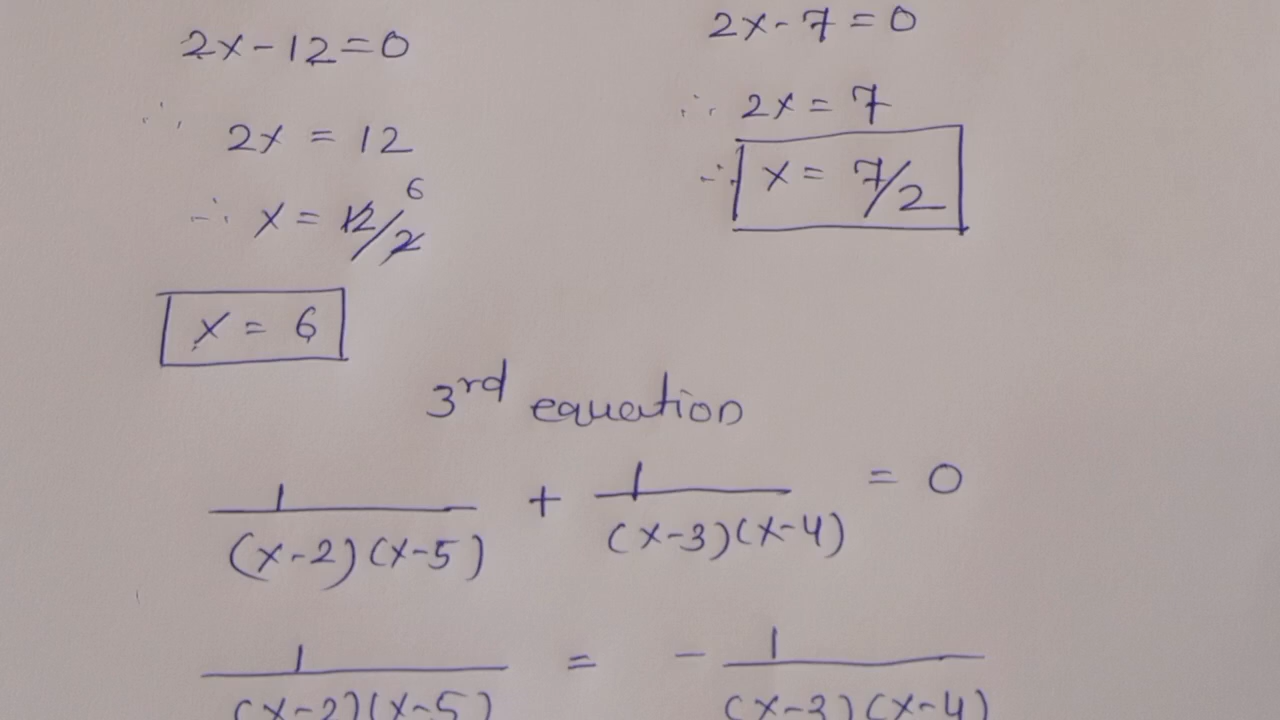 2x-12=0
∴ 2x = 12
∴ x = 12/2 6
x = 6
2x-7=0
∴ 2x = 7
∴ x = 7/2
3rd equation
1/(x-2)(x-5) + 1/(x-3)(x-4) = 0
1/(x-2)(x-5) = - 1/(x-3)(x-4)